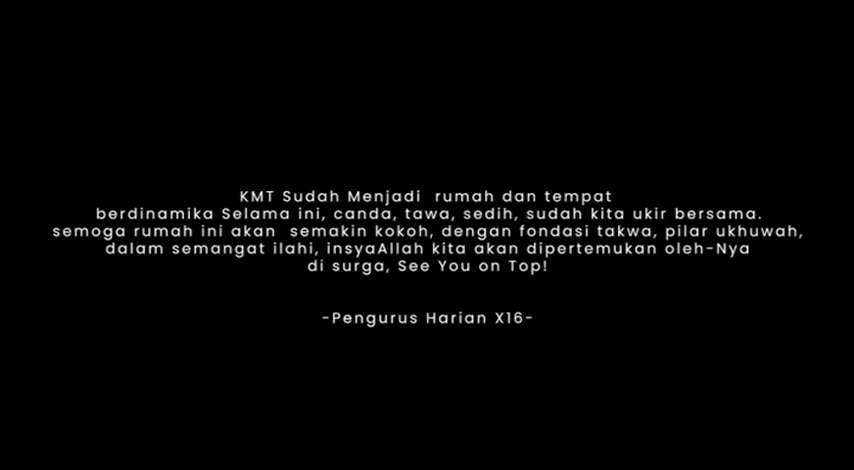 KMT Sudah Menjadi  rumah dan tempat
berdinamika Selama ini, canda, tawa, sedih, sudah kita ukir bersama.
semoga rumah ini akan  semakin kokoh, dengan fondasi takwa, pilar ukhuwah,
dalam semangat ilahi, insyaAllah kita akan dipertemukan oleh-Nya
di surga, See You on Top!
-Pengurus Harian X16-